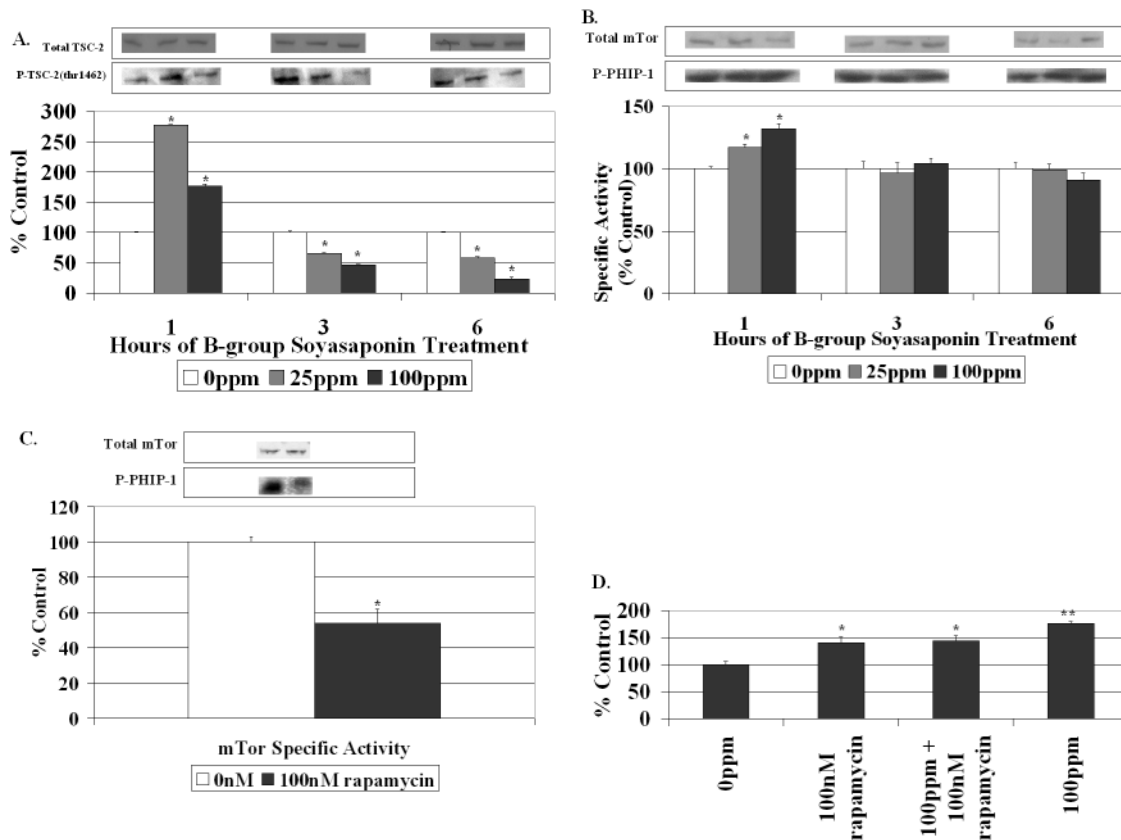 A.
Total TSC-2
P-TSC-2(thr1462)
% Control
300
250
200
150
100
50
0
*
*
*
*
*
*
1 3 6
Hours of B-group Soyasaponin Treatment
0ppm 25ppm 100ppm
B.
Total mTor
P-PHIP-1
Specific Activity
(% Control)
150
100
50
0
*
*
1 3 6
Hours of B-group Soyasaponin Treatment
0ppm 25ppm 100ppm
C.
Total mTor
P-PHIP-1
% Control
120
100
80
60
40
20
0
*
mTor Specific Activity
0nM 100nM rapamycin
D.
% Control
200
150
100
50
0
*
*
**
0ppm
100nM
rapamycin
100ppm +
100nM
rapamycin
100ppm